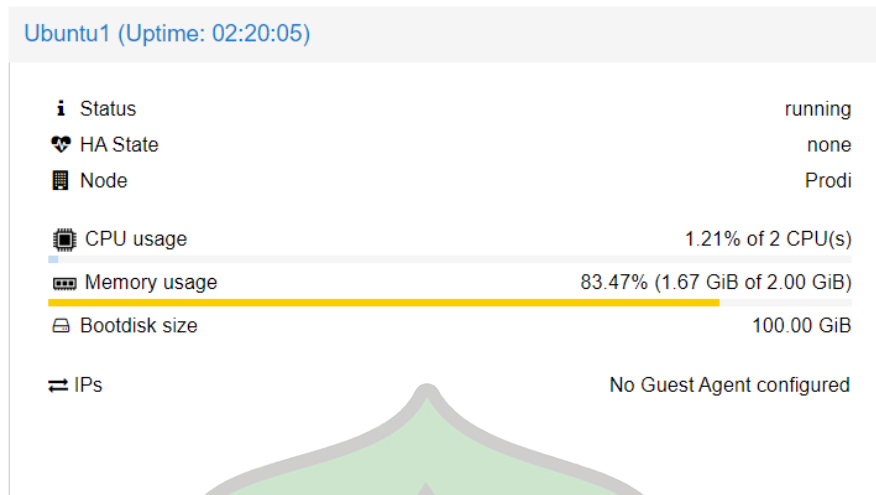 Ubuntu1 (Uptime: 02:20:05)
Status running
HA State none
Node Prodi
CPU usage 1.21% of 2 CPU(s)
Memory usage 83.47% (1.67 GiB of 2.00 GiB)
Bootdisk size 100.00 GiB
IPs No Guest Agent configured